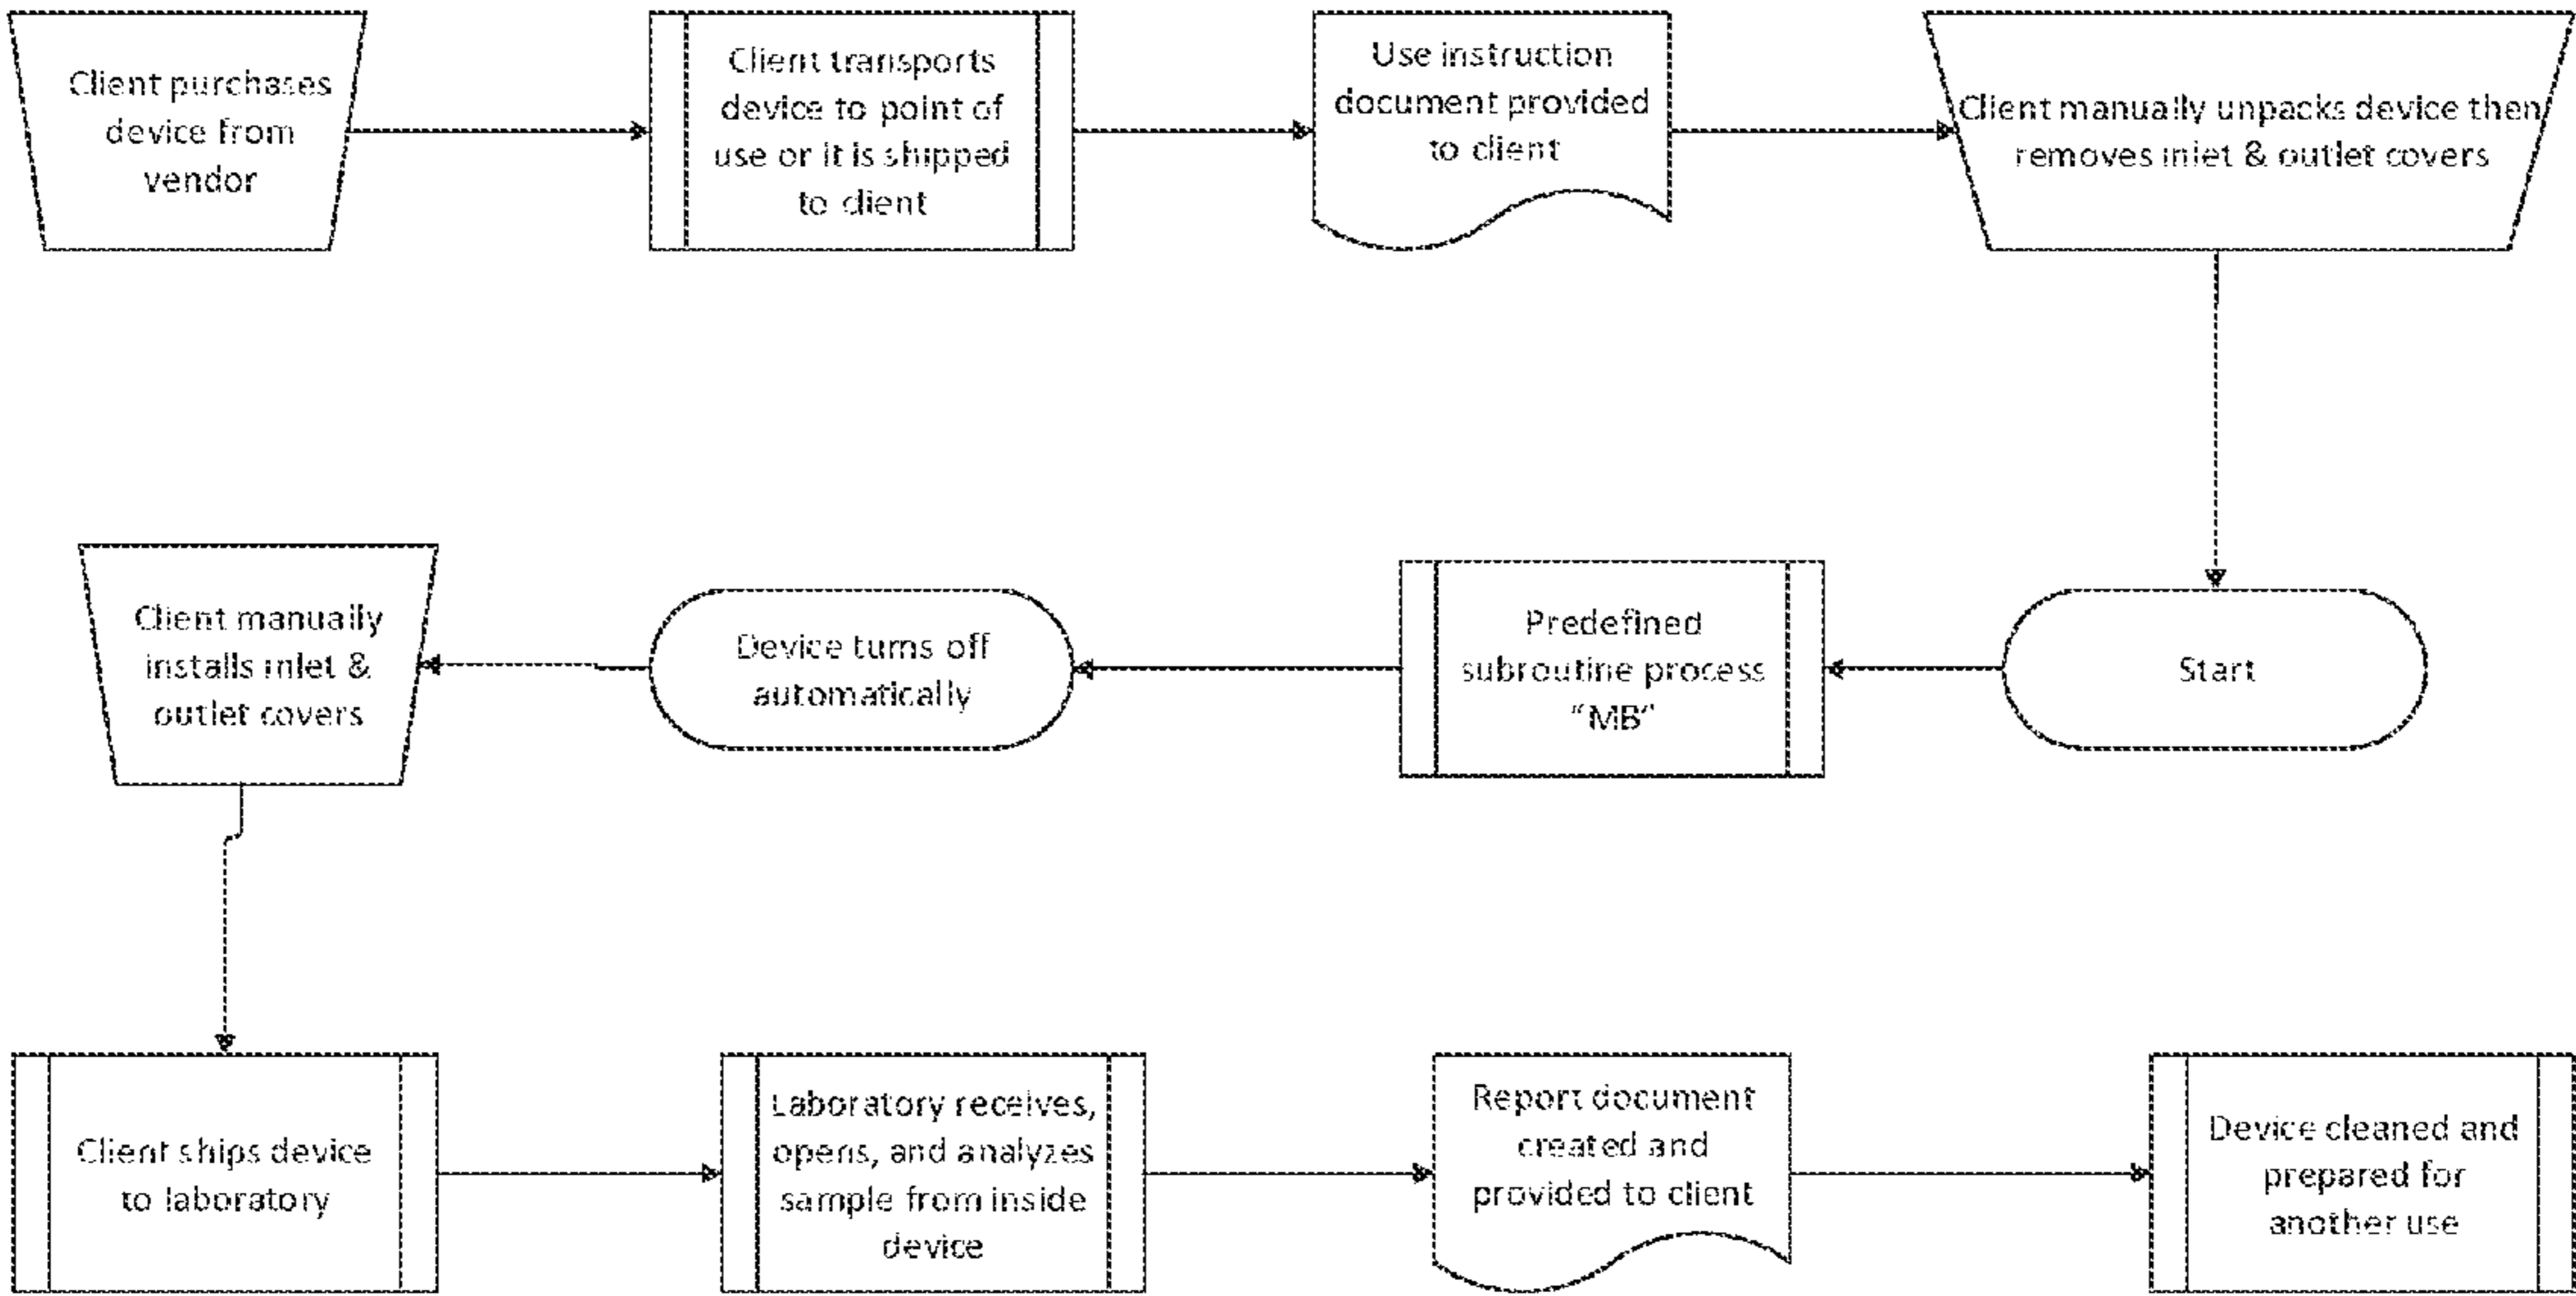 Client purchases
device from
vendor
Client transports
device to point of
use or it is shipped
to client
Use instruction
document provided
to client
Client manually unpacks device then
removes inlet & outlet covers
Start
Predefined
subroutine process
“MB”
Device turns off
automatically
Client manually
installs inlet &
outlet covers
Client ships device
to laboratory
Laboratory receives,
opens, and analyzes
sample from inside
device
Report document
created and
provided to client
Device cleaned and
prepared for
another use